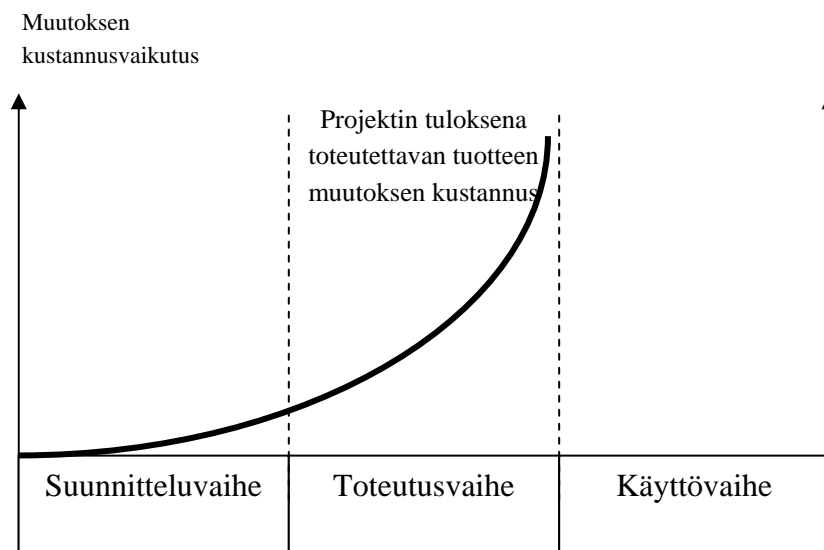 Muutoksen
kustannusvaikutus
Projektin tuloksena
toteutettavan tuotteen
muutoksen kustannus
Suunnitteluvaihe
Toteutusvaihe
Käyttövaihe